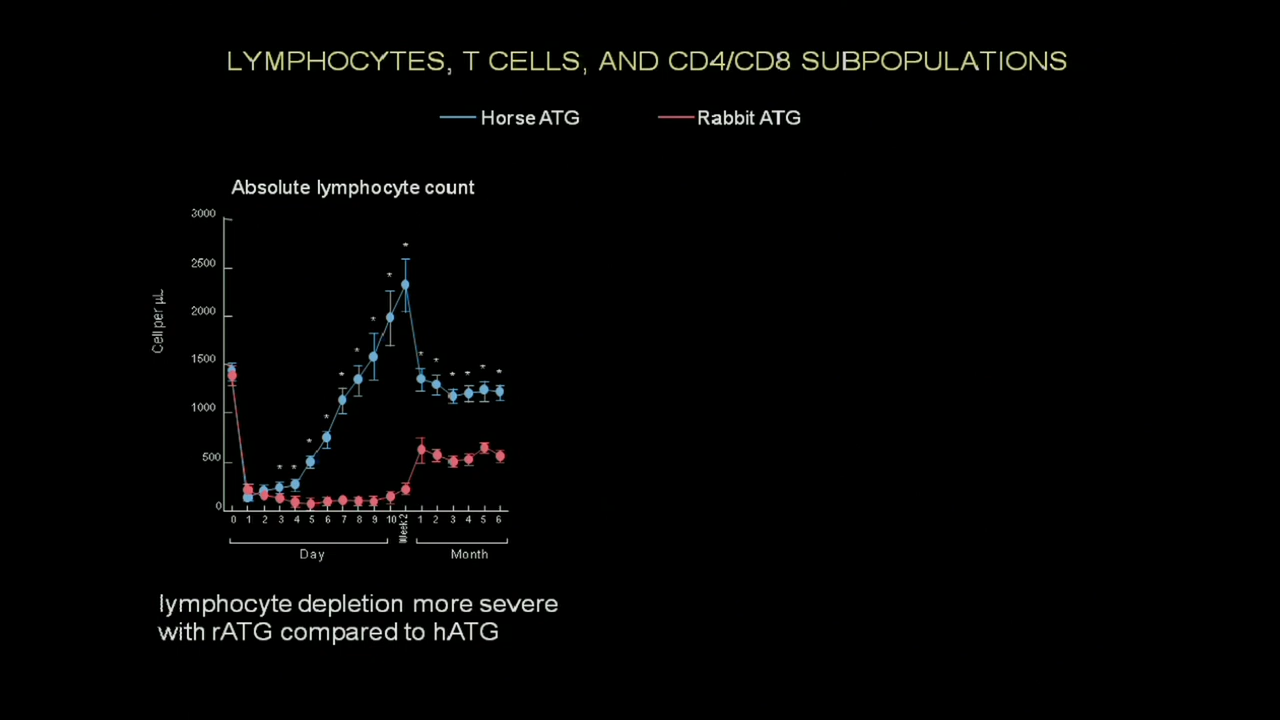 LYMPHOCYTES, T CELLS, AND CD4/CD8 SUBPOPULATIONS
Horse ATG Rabbit ATG
Absolute lymphocyte count
3000
2500
2000
1500
1000
500
0
Cell per µL
* * * * * * * * * * * * * * * *
0 1 2 3 4 5 6 7 8 9 10 Week 2 1 2 3 4 5 6
Day Month
lymphocyte depletion more severe
with rATG compared to hATG